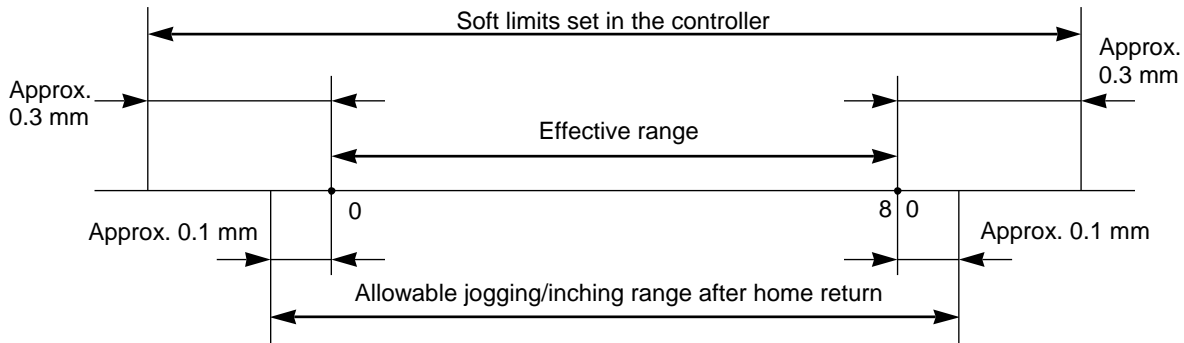 Soft limits set in the controller
Approx.
0.3 mm
Approx.
0.3 mm
Effective range
0
8 0
Approx. 0.1 mm
Approx. 0.1 mm
Allowable jogging/inching range after home return